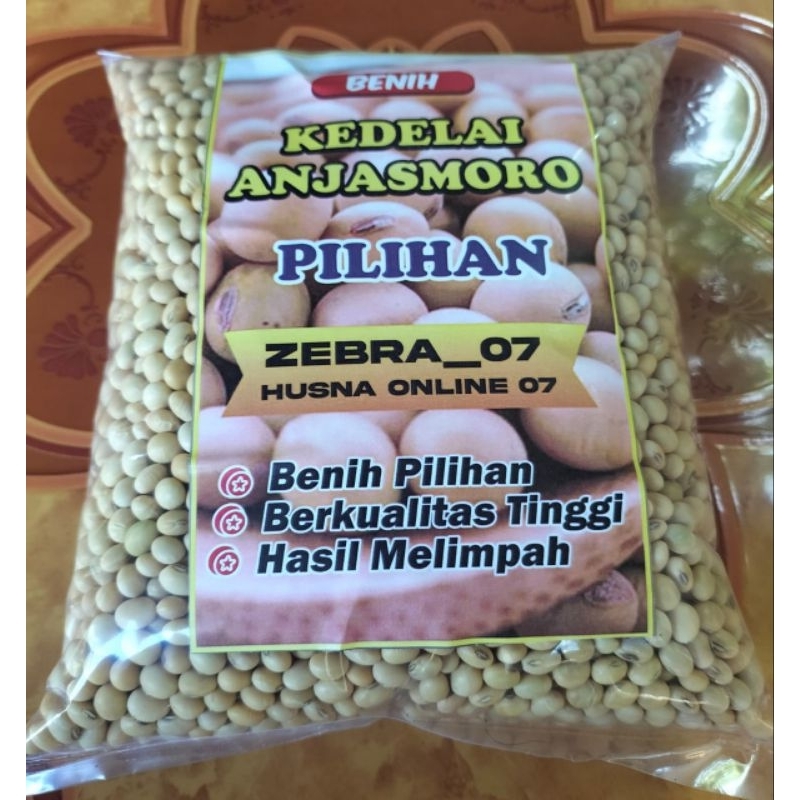 BENIH
KEDELAI
ANJASMORO
PILIHAN
ZEBRA_07
HUSNA ONLINE 07
Benih Pilihan
Berkualitas Tinggi
Hasil Melimpah